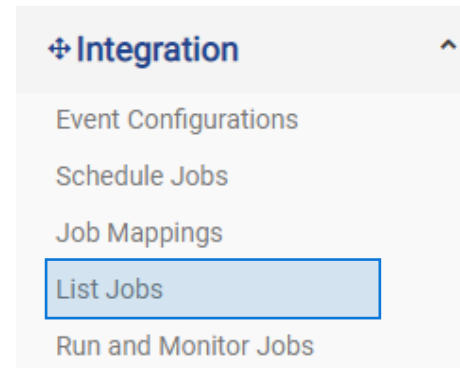 Integration
Event Configurations
Schedule Jobs
Job Mappings
List Jobs
Run and Monitor Jobs